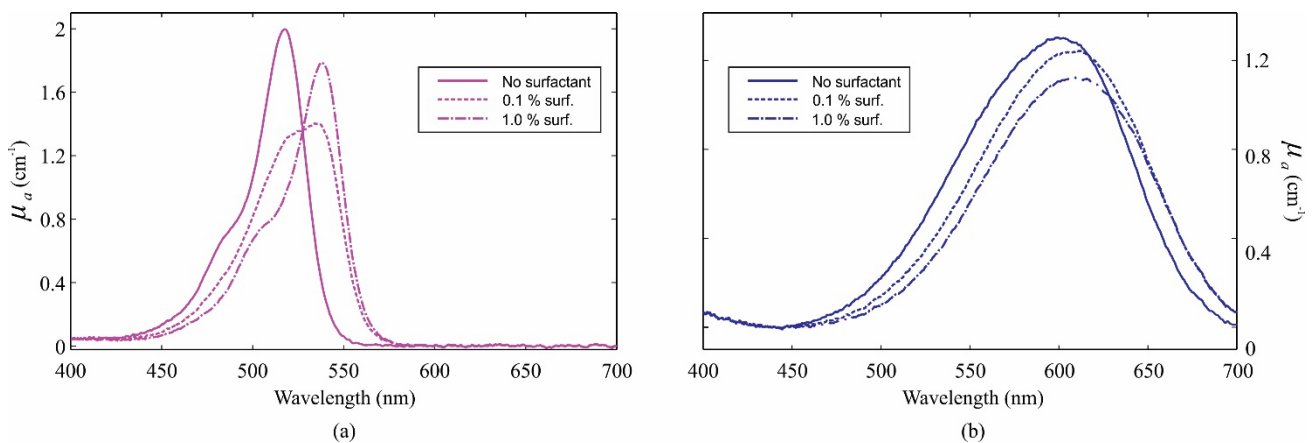 2
1.6
1.2
0.8
0.4
0
μa (cm-1)
No surfactant
0.1 % surf.
1.0 % surf.
400 450 500 550 600 650 700
Wavelength (nm)
(a)
No surfactant
0.1 % surf.
1.0 % surf.
1.2
0.8
0.4
0
μa (cm-1)
400 450 500 550 600 650 700
Wavelength (nm)
(b)